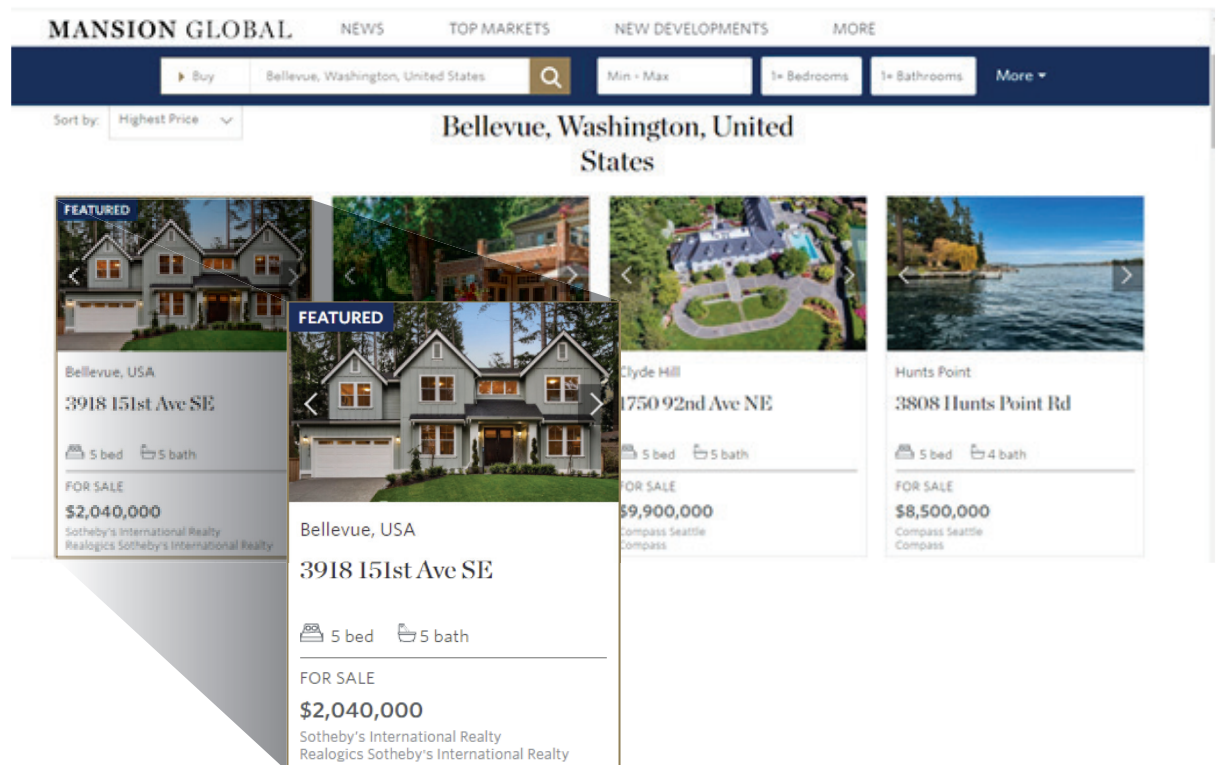 MANSION GLOBAL NEWS TOP MARKETS NEW DEVELOPMENTS MORE
Buy Bellevue, Washington, United States Min - Max 1+ Bedrooms 1+ Bathrooms More
Sort by: Highest Price
Bellevue, Washington, United
States
FEATURED
Bellevue, USA
3918 151st Ave SE
5 bed 5 bath
FOR SALE
$2,040,000
Sotheby's International Realty
Realogics Sotheby's International Realty
FEATURED
Bellevue, USA
3918 151st Ave SE
5 bed 5 bath
FOR SALE
$2,040,000
Sotheby's International Realty
Realogics Sotheby's International Realty
Clyde Hill
1750 92nd Ave NE
5 bed 5 bath
FOR SALE
$9,900,000
Compass Seattle
Compass
Hunts Point
3808 Hunts Point Rd
5 bed 4 bath
FOR SALE
$8,500,000
Compass Seattle
Compass